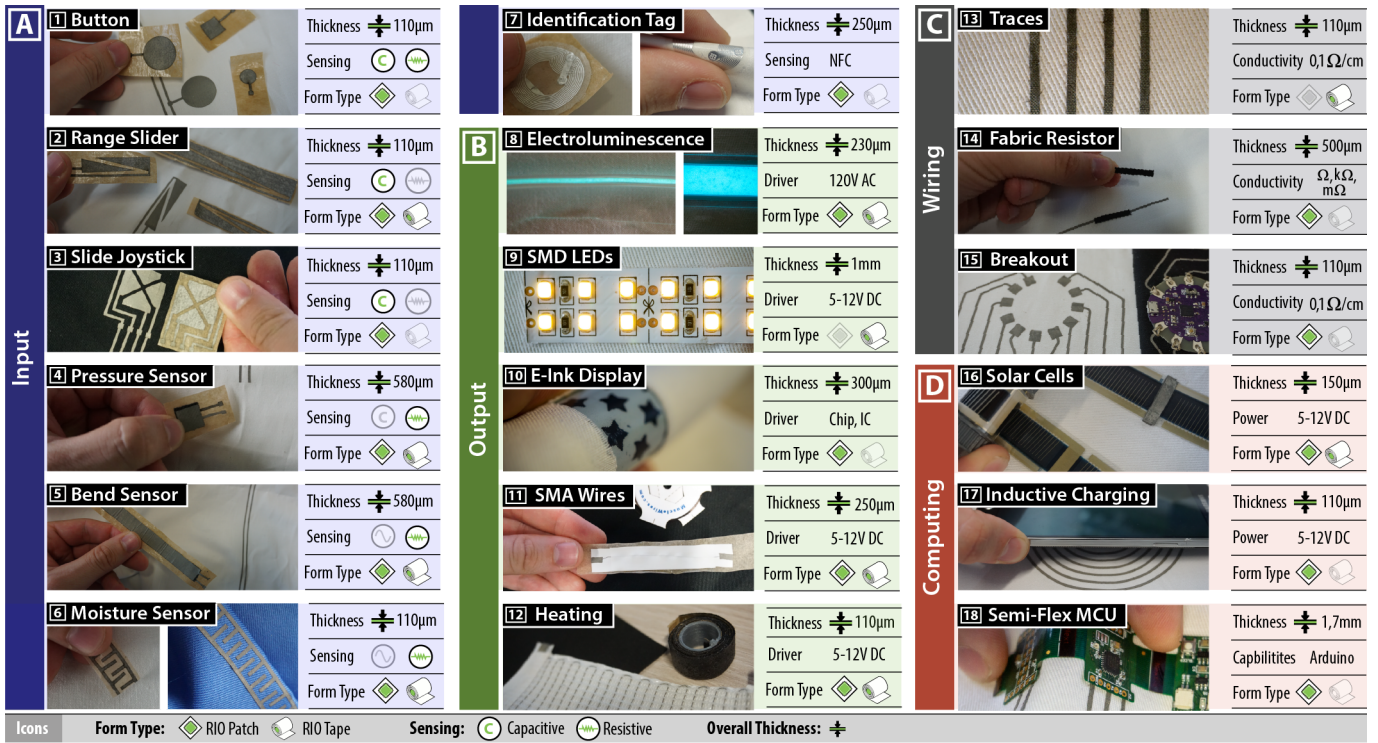 A
Input
1 Button
Thickness 110µm
Sensing C
Form Type
2 Range Slider
Thickness 110µm
Sensing C
Form Type
3 Slide Joystick
Thickness 110µm
Sensing C
Form Type
4 Pressure Sensor
Thickness 580µm
Sensing C
Form Type
5 Bend Sensor
Thickness 580µm
Sensing
Form Type
6 Moisture Sensor
Thickness 110µm
Sensing
Form Type
7 Identification Tag
Thickness 250µm
Sensing NFC
Form Type
B
Output
8 Electroluminescence
Thickness 230µm
Driver 120V AC
Form Type
9 SMD LEDs
Thickness 1mm
Driver 5-12V DC
Form Type
10 E-Ink Display
Thickness 300µm
Driver Chip, IC
Form Type
11 SMA Wires
Thickness 250µm
Driver 5-12V DC
Form Type
12 Heating
Thickness 110µm
Driver 5-12V DC
Form Type
C
Wiring
13 Traces
Thickness 110µm
Conductivity 0,1Ω/cm
Form Type
14 Fabric Resistor
Thickness 500µm
Conductivity Ω,kΩ,
mΩ
Form Type
15 Breakout
Thickness 110µm
Conductivity 0,1Ω/cm
Form Type
D
Computing
16 Solar Cells
Thickness 150µm
Power 5-12V DC
Form Type
17 Inductive Charging
Thickness 110µm
Power 5-12V DC
Form Type
18 Semi-Flex MCU
Thickness 1,7mm
Capbilitites Arduino
Form Type
Icons Form Type: RIO Patch RIO Tape Sensing: C Capacitive Resistive Overall Thickness: